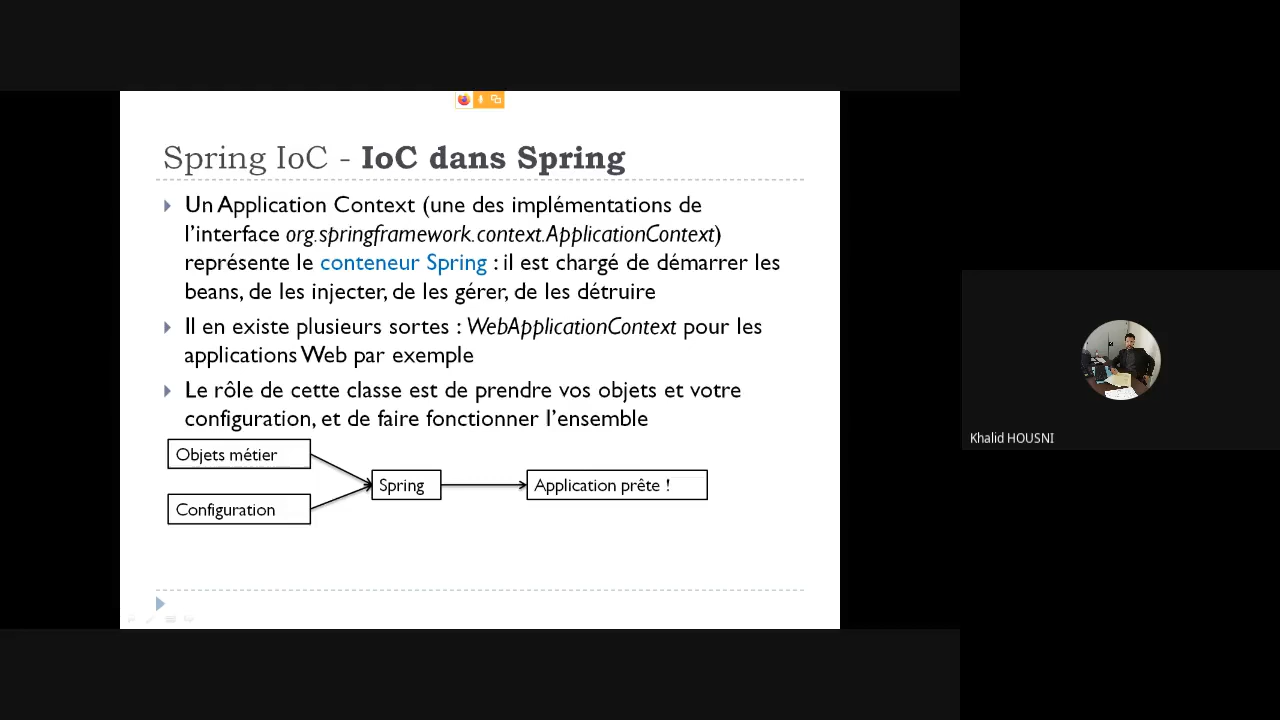 Spring IoC - IoC dans Spring
Un Application Context (une des implémentations de
l'interface org.springframework.context.ApplicationContext)
représente le conteneur Spring : il est chargé de démarrer les
beans, de les injecter, de les gérer, de les détruire
Il en existe plusieurs sortes : WebApplicationContext pour les
applications Web par exemple
Le rôle de cette classe est de prendre vos objets et votre
configuration, et de faire fonctionner l'ensemble
Objets métier
Spring
Application prête !
Configuration
Khalid HOUSNI